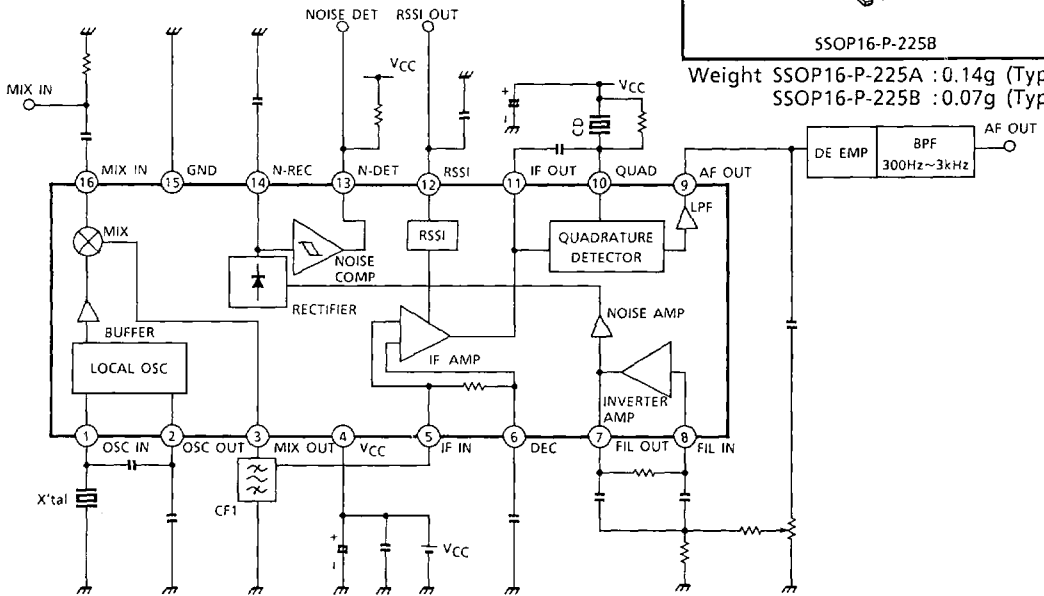 NOISE DET RSSI OUT
SSOP16-P-225B
Weight SSOP16-P-225A : 0.14g (Typ
SSOP16-P-225B : 0.07g (Typ
VCC
VCC
MIX IN
CD
AF OUT
DE EMP
BPF
300Hz~3kHz
16 MIX IN 15 GND 14 N-REC 13 N-DET 12 RSSI 11 IF OUT 10 QUAD 9 AF OUT
LPF
MIX
RSSI
QUADRATURE
DETECTOR
NOISE
COMP
RECTIFIER
NOISE AMP
BUFFER
IF AMP
LOCAL OSC
INVERTER
AMP
1 OSC IN 2 OSC OUT 3 MIX OUT 4 VCC 5 IF IN 6 DEC 7 FIL OUT 8 FIL IN
X'tal
CF1
VCC